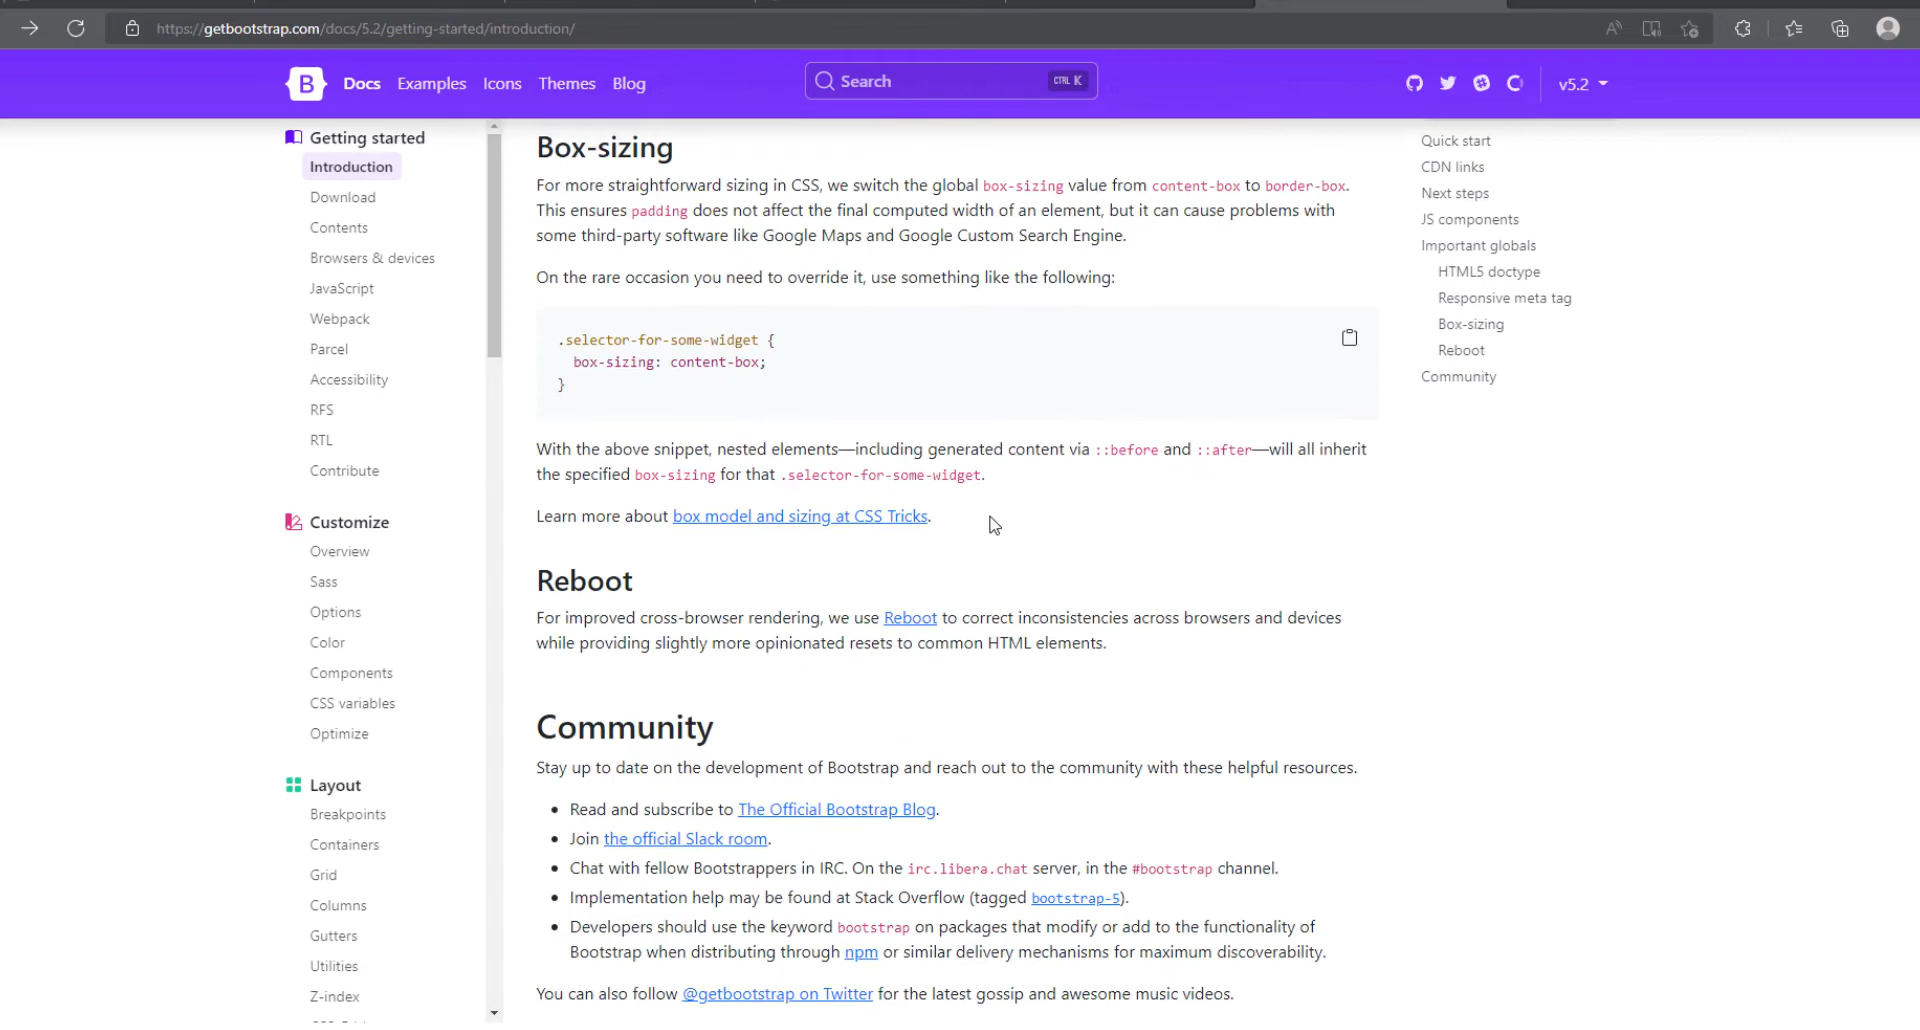 https://getbootstrap.com/docs/5.2/getting-started/introduction/
B Docs Examples Icons Themes Blog
Search CTRL K
v5.2
Getting started
Introduction
Download
Contents
Browsers & devices
JavaScript
Webpack
Parcel
Accessibility
RFS
RTL
Contribute
Customize
Overview
Sass
Options
Color
Components
CSS variables
Optimize
Layout
Breakpoints
Containers
Grid
Columns
Gutters
Utilities
Z-index
Box-sizing
For more straightforward sizing in CSS, we switch the global box-sizing value from content-box to border-box.
This ensures padding does not affect the final computed width of an element, but it can cause problems with
some third-party software like Google Maps and Google Custom Search Engine.
On the rare occasion you need to override it, use something like the following:
.selector-for-some-widget {
box-sizing: content-box;
}
With the above snippet, nested elements—including generated content via ::before and ::after—will all inherit
the specified box-sizing for that .selector-for-some-widget.
Learn more about box model and sizing at CSS Tricks.
Reboot
For improved cross-browser rendering, we use Reboot to correct inconsistencies across browsers and devices
while providing slightly more opinionated resets to common HTML elements.
Community
Stay up to date on the development of Bootstrap and reach out to the community with these helpful resources.
• Read and subscribe to The Official Bootstrap Blog.
• Join the official Slack room.
• Chat with fellow Bootstrappers in IRC. On the irc.libera.chat server, in the #bootstrap channel.
• Implementation help may be found at Stack Overflow (tagged bootstrap-5).
• Developers should use the keyword bootstrap on packages that modify or add to the functionality of
Bootstrap when distributing through npm or similar delivery mechanisms for maximum discoverability.
You can also follow @getbootstrap on Twitter for the latest gossip and awesome music videos.
Quick start
CDN links
Next steps
JS components
Important globals
HTML5 doctype
Responsive meta tag
Box-sizing
Reboot
Community